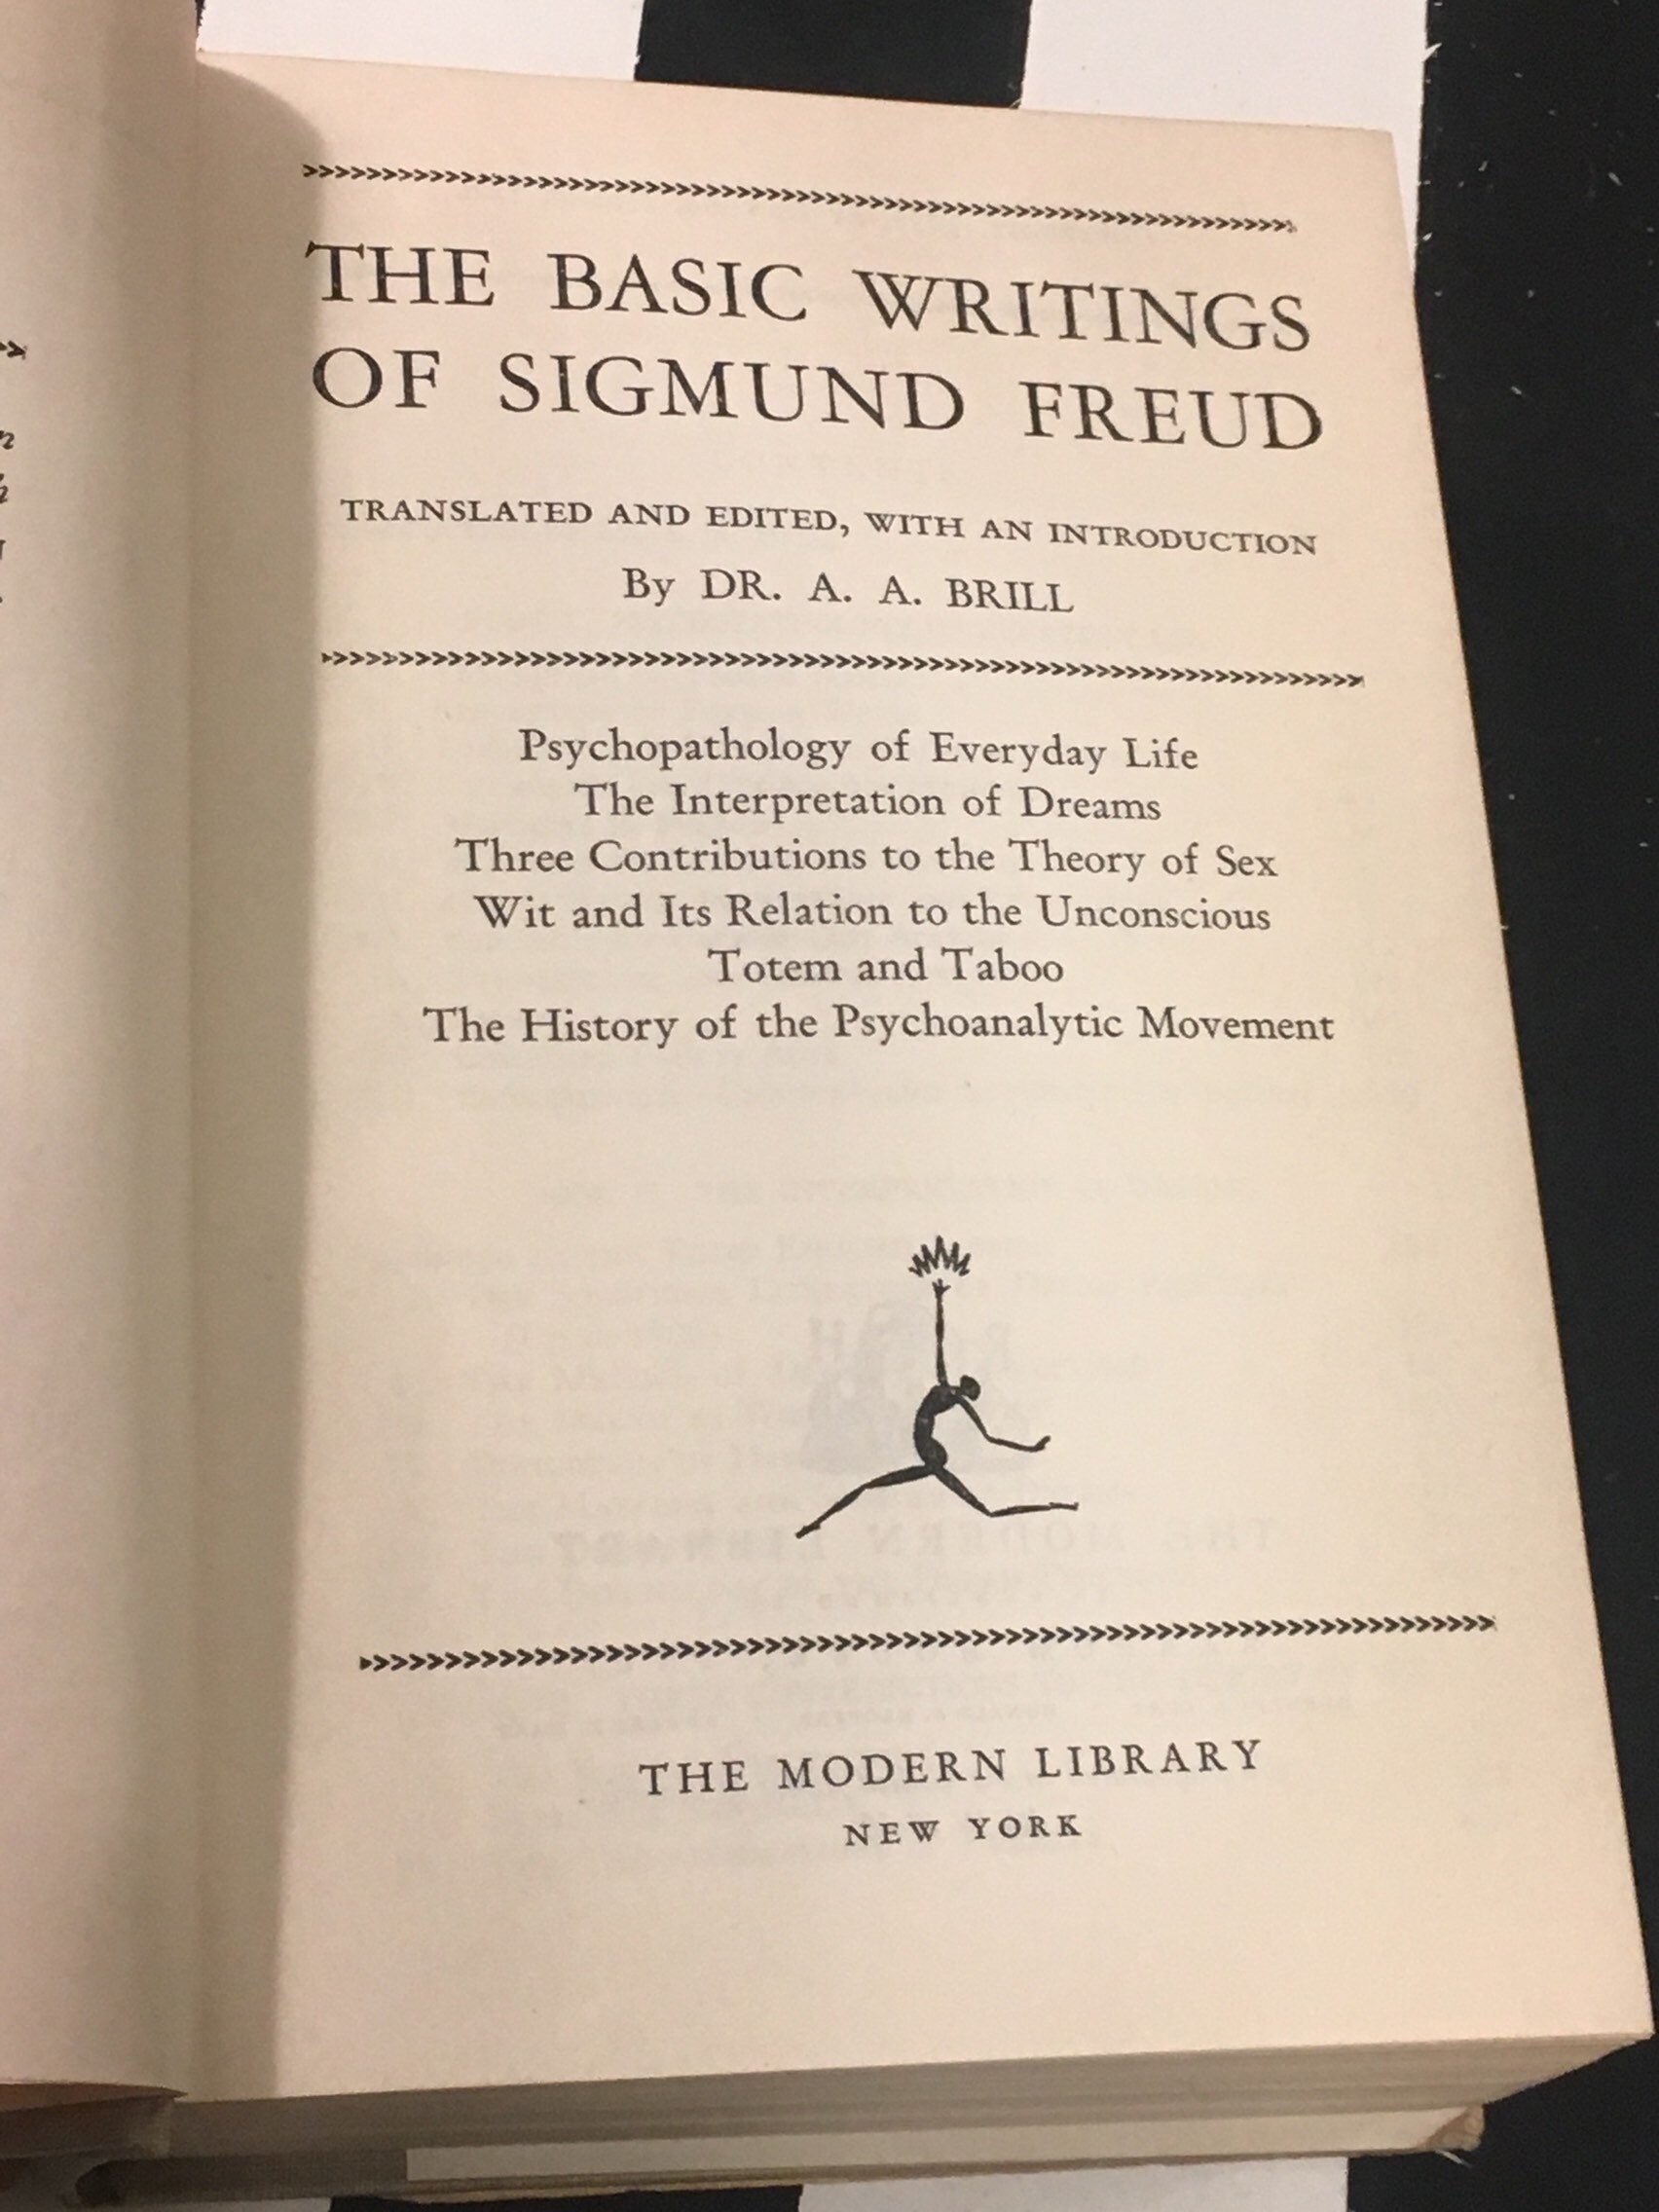 THE BASIC WRITINGS
OF SIGMUND FREUD
TRANSLATED AND EDITED, WITH AN INTRODUCTION
By DR. A. A. BRILL
Psychopathology of Everyday Life
The Interpretation of Dreams
Three Contributions to the Theory of Sex
Wit and Its Relation to the Unconscious
Totem and Taboo
The History of the Psychoanalytic Movement
THE MODERN LIBRARY
NEW YORK